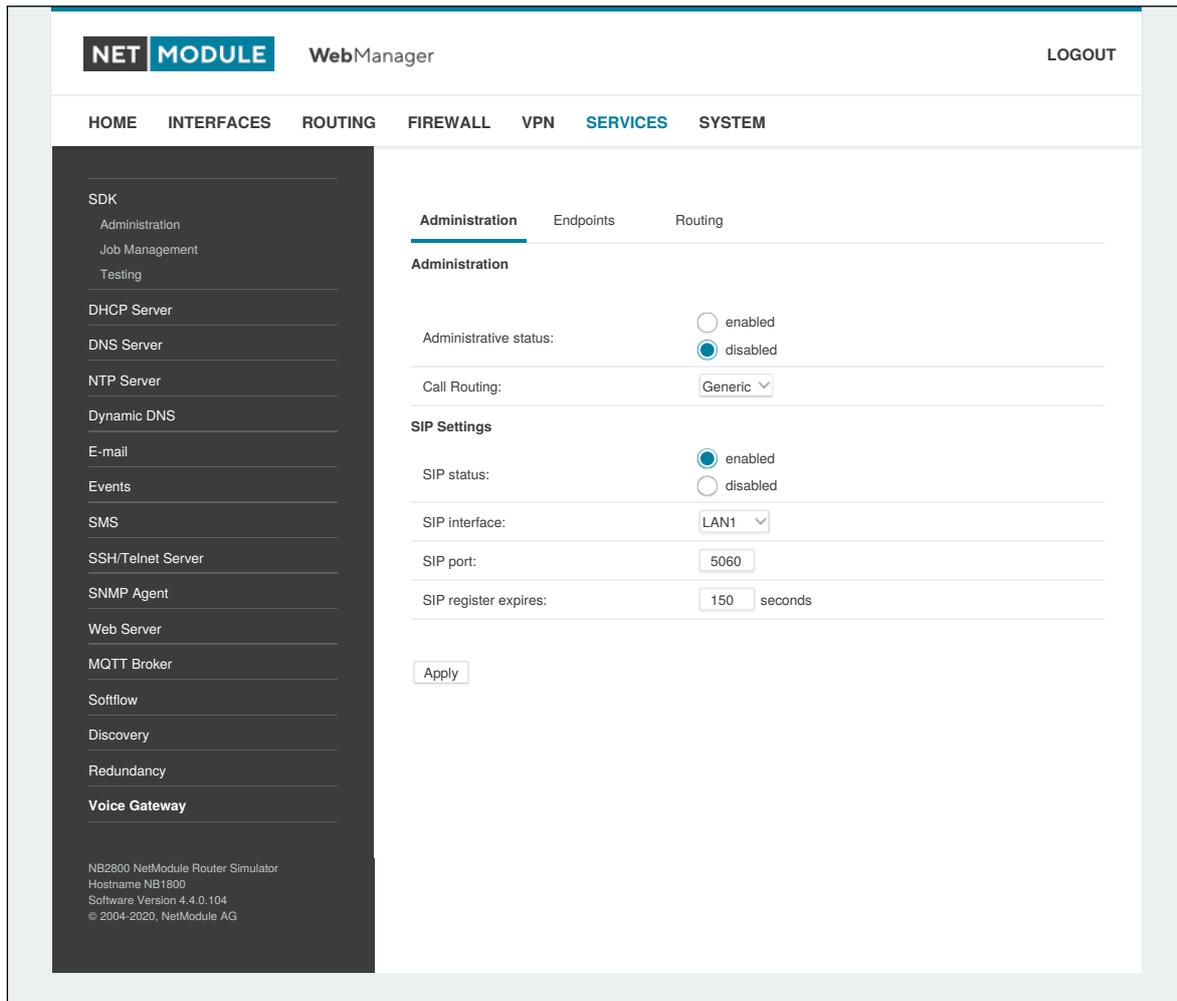 NET MODULE WebManager LOGOUT
HOME INTERFACES ROUTING FIREWALL VPN SERVICES SYSTEM
SDK
Administration
Job Management
Testing
DHCP Server
DNS Server
NTP Server
Dynamic DNS
E-mail
Events
SMS
SSH/Telnet Server
SNMP Agent
Web Server
MQTT Broker
Softflow
Discovery
Redundancy
Voice Gateway
NB2800 NetModule Router Simulator
Hostname NB1800
Software Version 4.4.0.104
© 2004-2020, NetModule AG
Administration Endpoints Routing
Administration
Administrative status:
enabled
disabled
Call Routing: Generic
SIP Settings
SIP status:
enabled
disabled
SIP interface: LAN1
SIP port: 5060
SIP register expires: 150 seconds
Apply